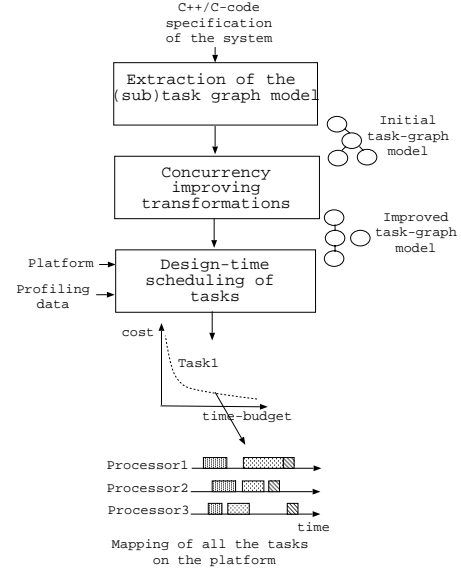 C++/C-code
specification
of the system
Extraction of the
(sub)task graph model
Initial
task-graph
model
Concurrency
improving
transformations
Improved
task-graph
model
Platform
Profiling
data
Design-time
scheduling of
tasks
cost
Task1
time-budget
Processor1
Processor2
Processor3
time
Mapping of all the tasks
on the platform